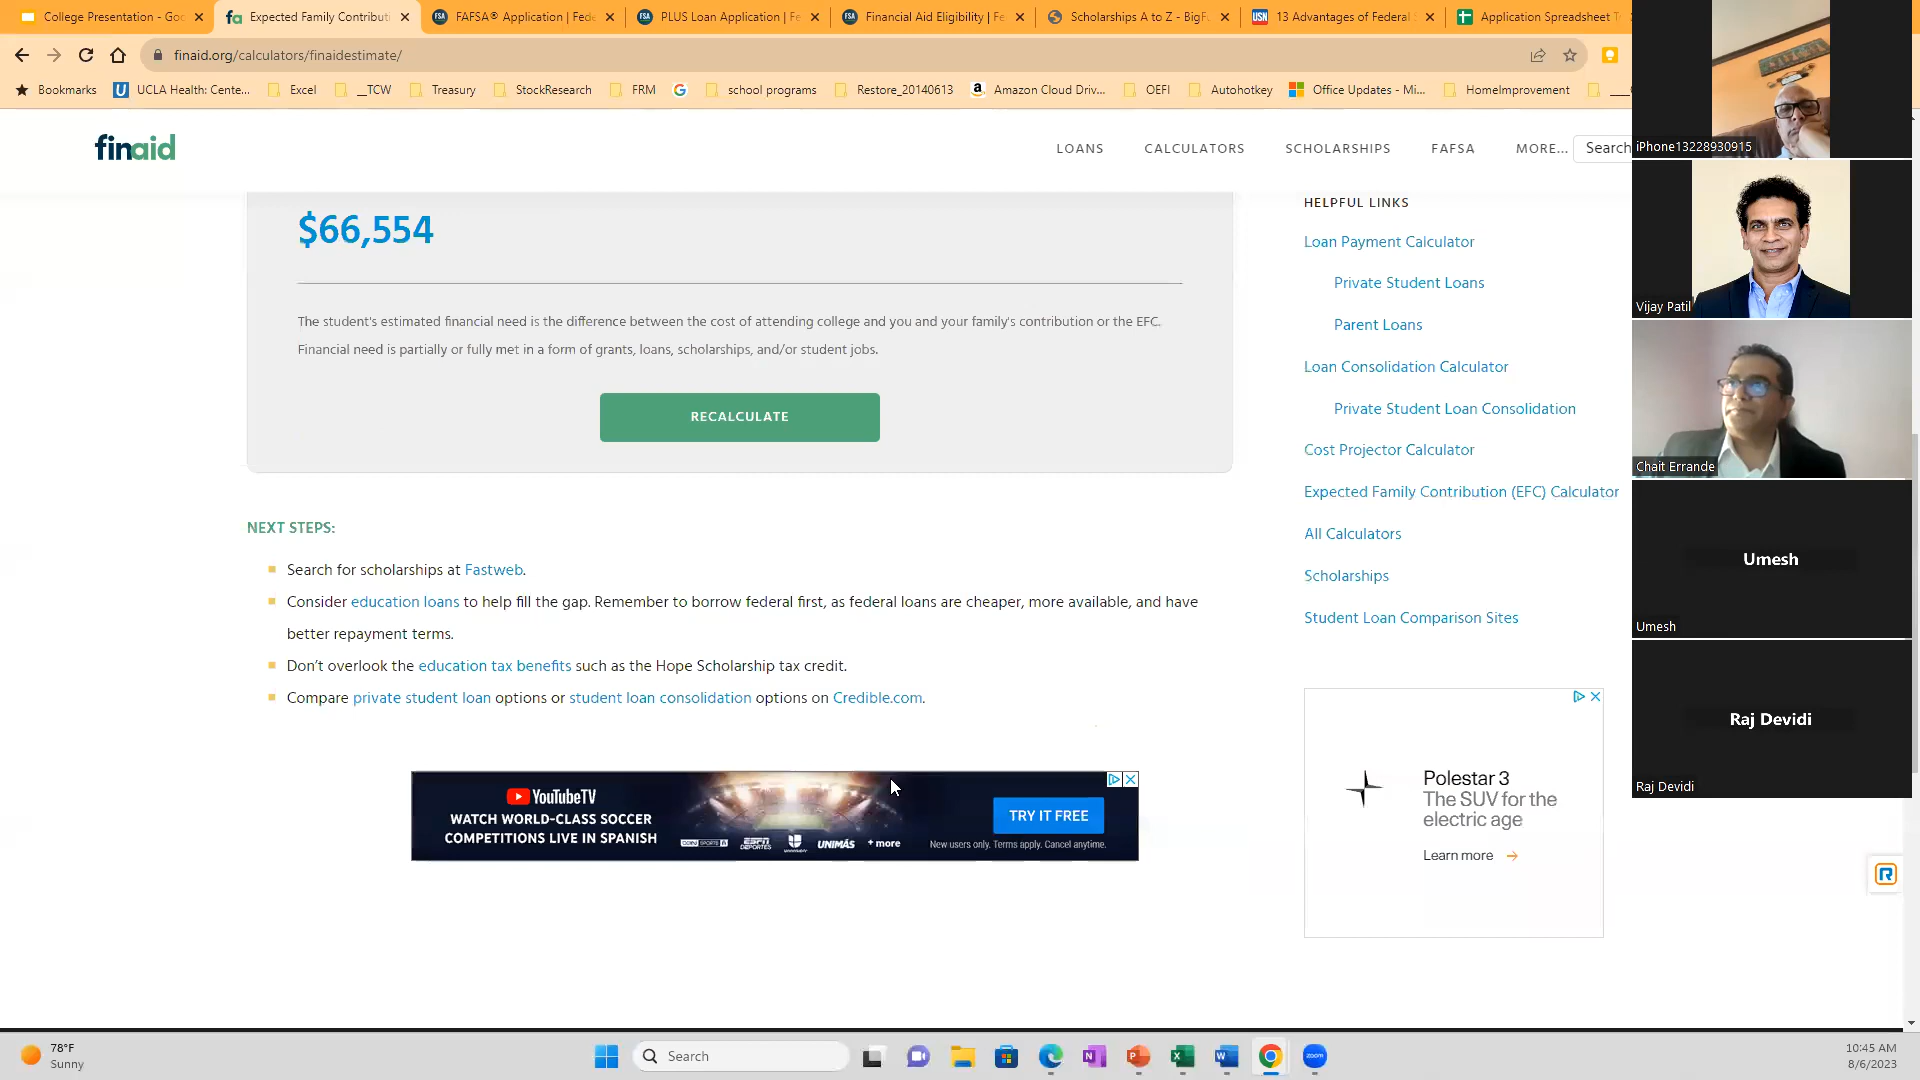 College Presentation - Goo
Expected Family Contributi
FAFSA® Application | Fede
PLUS Loan Application | Fe
Financial Aid Eligibility | Fe
Scholarships A to Z - BigFu
13 Advantages of Federal
Application Spreadsheet T
finaid.org/calculators/finaidestimate/
Bookmarks
UCLA Health: Cente...
Excel
__TCW
Treasury
StockResearch
FRM
school programs
Restore_20140613
Amazon Cloud Driv...
OEFI
Autohotkey
Office Updates - Mi...
HomeImprovement
finaid
LOANS
CALCULATORS
SCHOLARSHIPS
FAFSA
MORE...
Search
$66,554
The student's estimated financial need is the difference between the cost of attending college and you and your family's contribution or the EFC.
Financial need is partially or fully met in a form of grants, loans, scholarships, and/or student jobs.
RECALCULATE
NEXT STEPS:
Search for scholarships at Fastweb.
Consider education loans to help fill the gap. Remember to borrow federal first, as federal loans are cheaper, more available, and have
better repayment terms.
Don't overlook the education tax benefits such as the Hope Scholarship tax credit.
Compare private student loan options or student loan consolidation options on Credible.com.
HELPFUL LINKS
Loan Payment Calculator
Private Student Loans
Parent Loans
Loan Consolidation Calculator
Private Student Loan Consolidation
Cost Projector Calculator
Expected Family Contribution (EFC) Calculator
All Calculators
Scholarships
Student Loan Comparison Sites
YouTubeTV
WATCH WORLD-CLASS SOCCER
COMPETITIONS LIVE IN SPANISH
beIN SPORTS
ESPN DEPORTES
UNIMÁS
+ more
TRY IT FREE
New users only. Terms apply. Cancel anytime.
Polestar 3
The SUV for the
electric age
Learn more
iPhone13228930915
Vijay Patil
Chait Errande
Umesh
Umesh
Raj Devidi
Raj Devidi
78°F
Sunny
Search
zoom
10:45 AM
8/6/2023